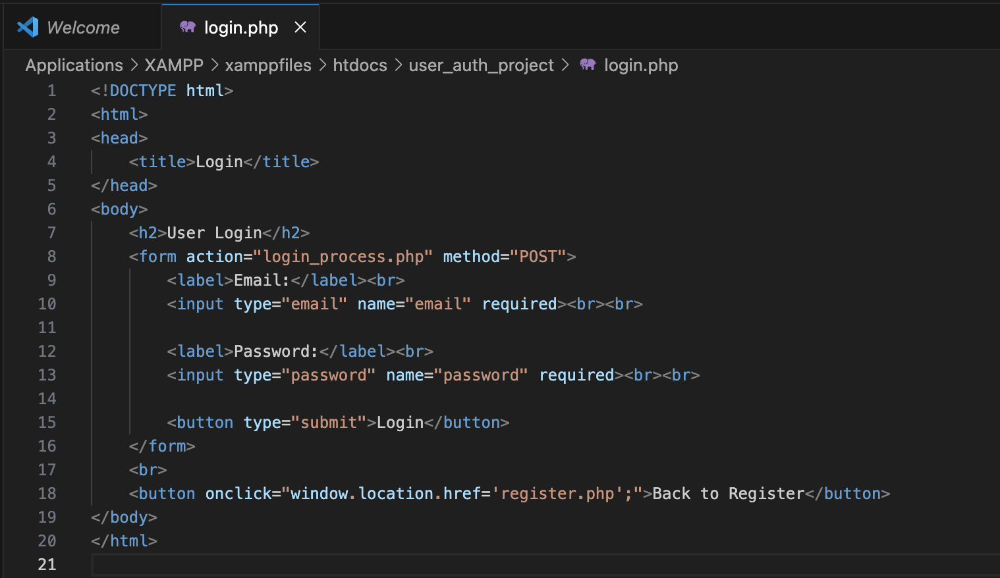 Welcome login.php
Applications > XAMPP > xamppfiles > htdocs > user_auth_project > login.php
1 <!DOCTYPE html>
2 <html>
3 <head>
4     <title>Login</title>
5 </head>
6 <body>
7     <h2>User Login</h2>
8     <form action="login_process.php" method="POST">
9         <label>Email:</label><br>
10         <input type="email" name="email" required><br><br>
11
12         <label>Password:</label><br>
13         <input type="password" name="password" required><br><br>
14
15         <button type="submit">Login</button>
16     </form>
17     <br>
18     <button onclick="window.location.href='register.php';">Back to Register</button>
19 </body>
20 </html>
21